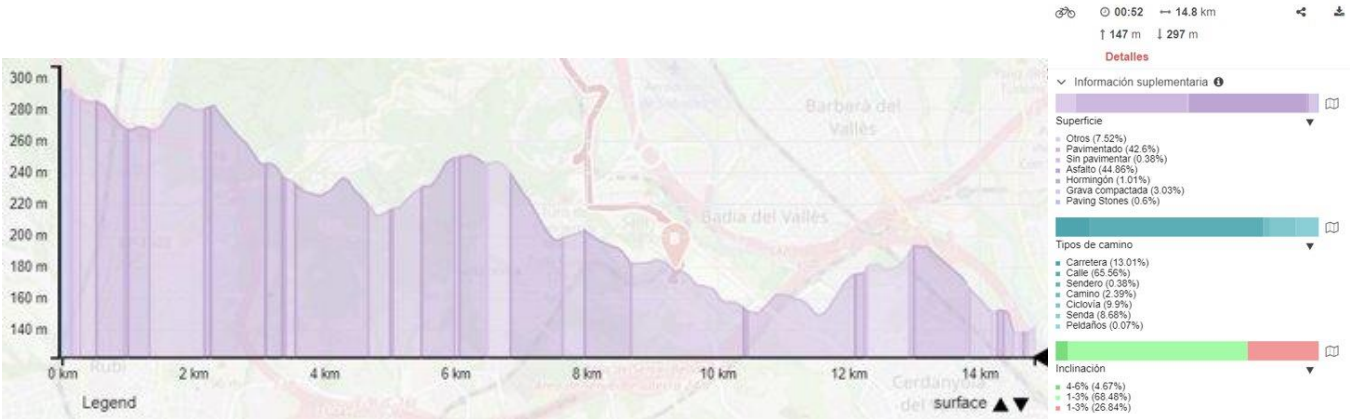 00:52 14.8 km
147 m 297 m
Detalles
Información suplementaria
Superficie
Otros (7.52%)
Pavimentado (42.6%)
Sin pavimentar (0.38%)
Asfalto (44.86%)
Hormingón (1.01%)
Grava compactada (3.03%)
Paving Stones (0.6%)
Tipos de camino
Carretera (13.01%)
Calle (65.56%)
Sendero (0.38%)
Camino (2.39%)
Ciclovía (9.9%)
Senda (8.68%)
Peldaños (0.07%)
Inclinación
4-6% (4.67%)
1-3% (68.48%)
1-3% (26.84%)
300 m
280 m
260 m
240 m
220 m
200 m
180 m
160 m
140 m
Barberà del
Vallès
Badia del Vallès
Rubí
Cerdanyola
0 km 2 km 4 km 6 km 8 km 10 km 12 km 14 km
Legend
surface